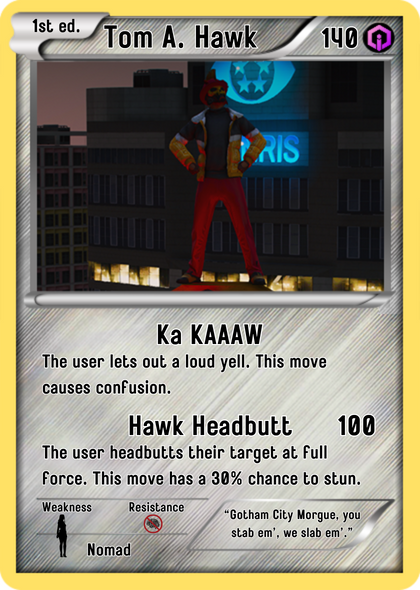 1st ed.
Tom A. Hawk 140
RIS
Ka KAAAW
The user lets out a loud yell. This move
causes confusion.
Hawk Headbutt 100
The user headbutts their target at full
force. This move has a 30% chance to stun.
Weakness Resistance
"Gotham City Morgue, you
stab em', we slab em'."
Nomad